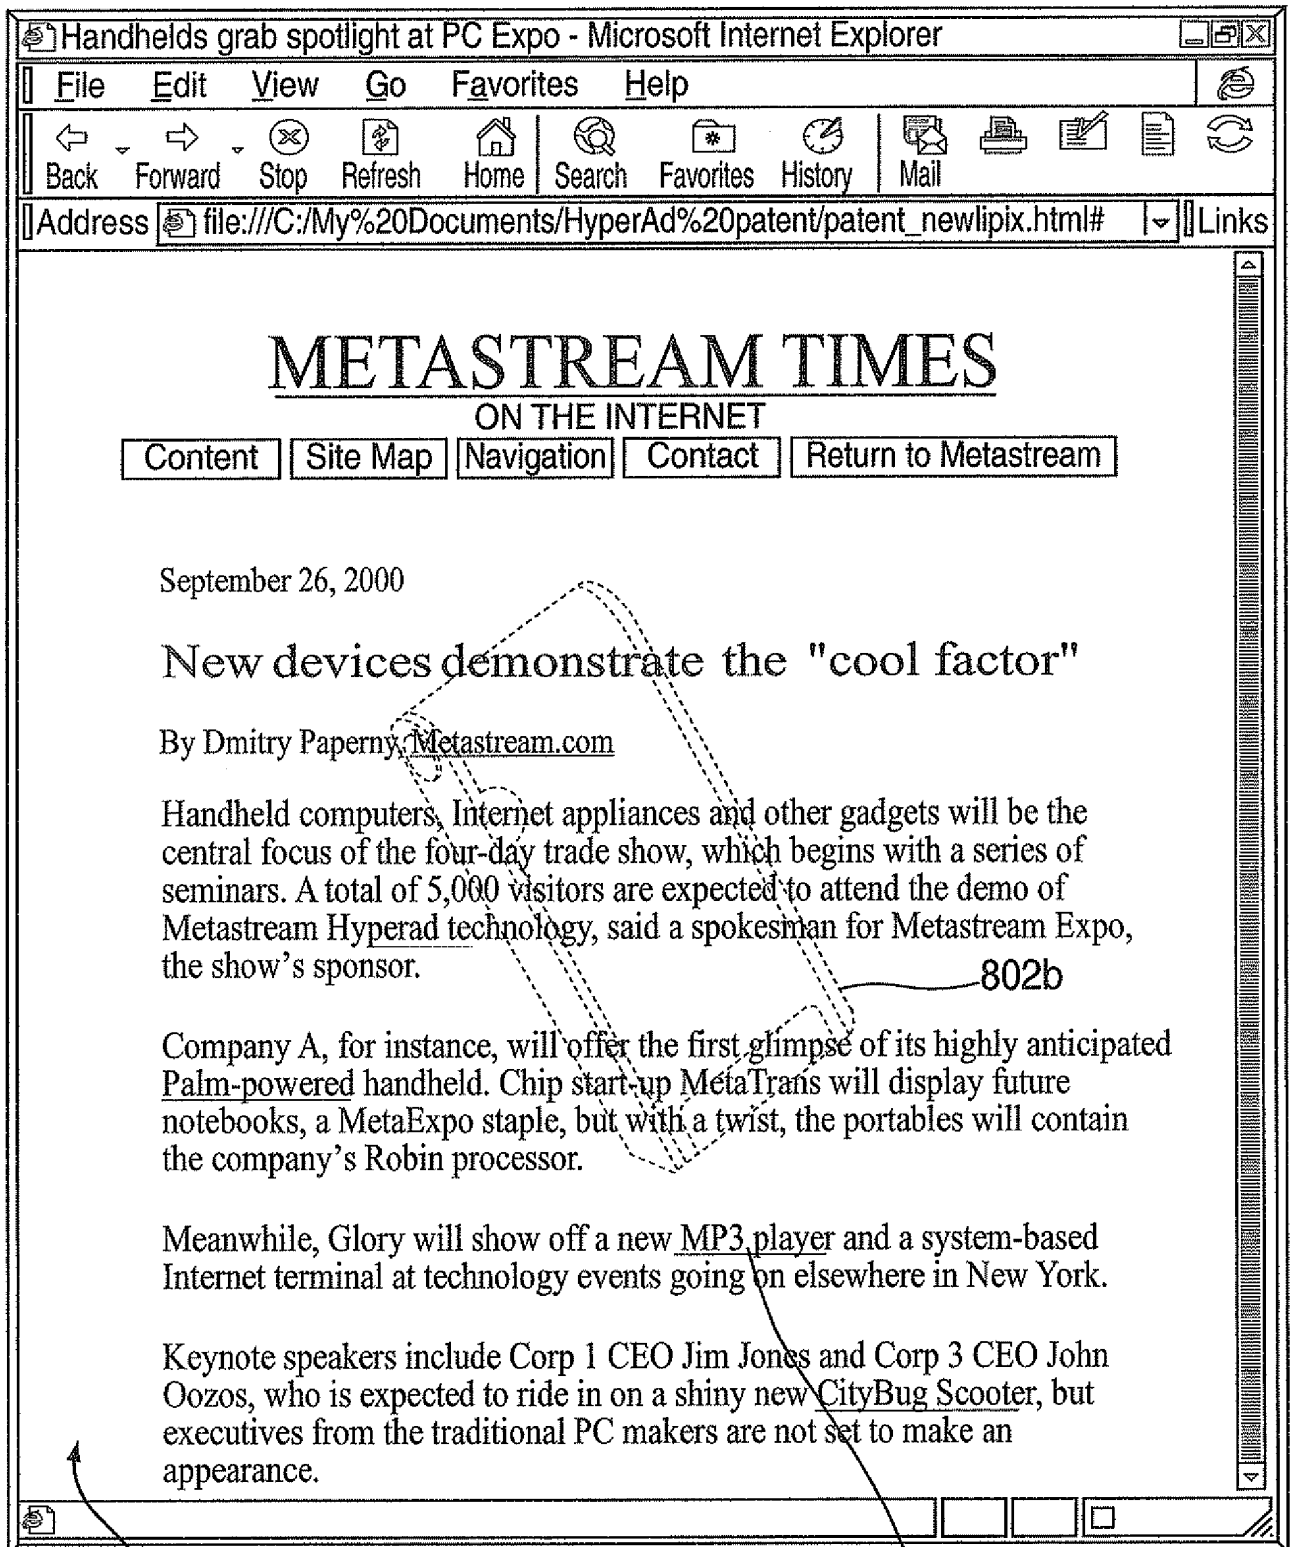 Handhelds grab spotlight at PC Expo - Microsoft Internet Explorer
File Edit View Go Favorites Help
Back Forward Stop Refresh Home Search Favorites History Mail
Address file:///C:/My%20Documents/HyperAd%20patent/patent_newlipix.html# Links
METASTREAM TIMES
ON THE INTERNET
Content Site Map Navigation Contact Return to Metastream
September 26, 2000
New devices demonstrate the "cool factor"
By Dmitry Paperny, Metastream.com
Handheld computers, Internet appliances and other gadgets will be the
central focus of the four-day trade show, which begins with a series of
seminars. A total of 5,000 visitors are expected to attend the demo of
Metastream Hyperad technology, said a spokesman for Metastream Expo,
the show's sponsor.
802b
Company A, for instance, will offer the first glimpse of its highly anticipated
Palm-powered handheld. Chip start-up MetaTrans will display future
notebooks, a MetaExpo staple, but with a twist, the portables will contain
the company's Robin processor.
Meanwhile, Glory will show off a new MP3 player and a system-based
Internet terminal at technology events going on elsewhere in New York.
Keynote speakers include Corp 1 CEO Jim Jones and Corp 3 CEO John
Oozos, who is expected to ride in on a shiny new CityBug Scooter, but
executives from the traditional PC makers are not set to make an
appearance.